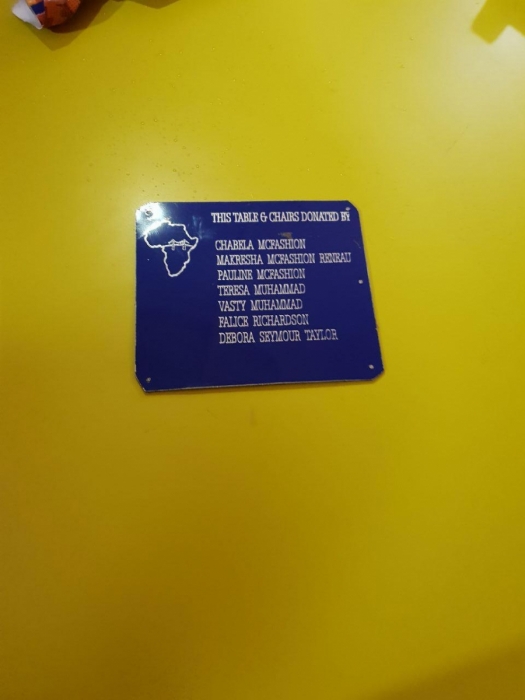 THIS TABLE & CHAIRS DONATED BY
CHABELA MCFASHION
MAKRESHA MCFASHION RENEAU
PAULINE MCFASHION
TERESA MUHAMMAD
VASTY MUHAMMAD
FALICE RICHARDSON
DEBORA SEYMOUR TAYLOR